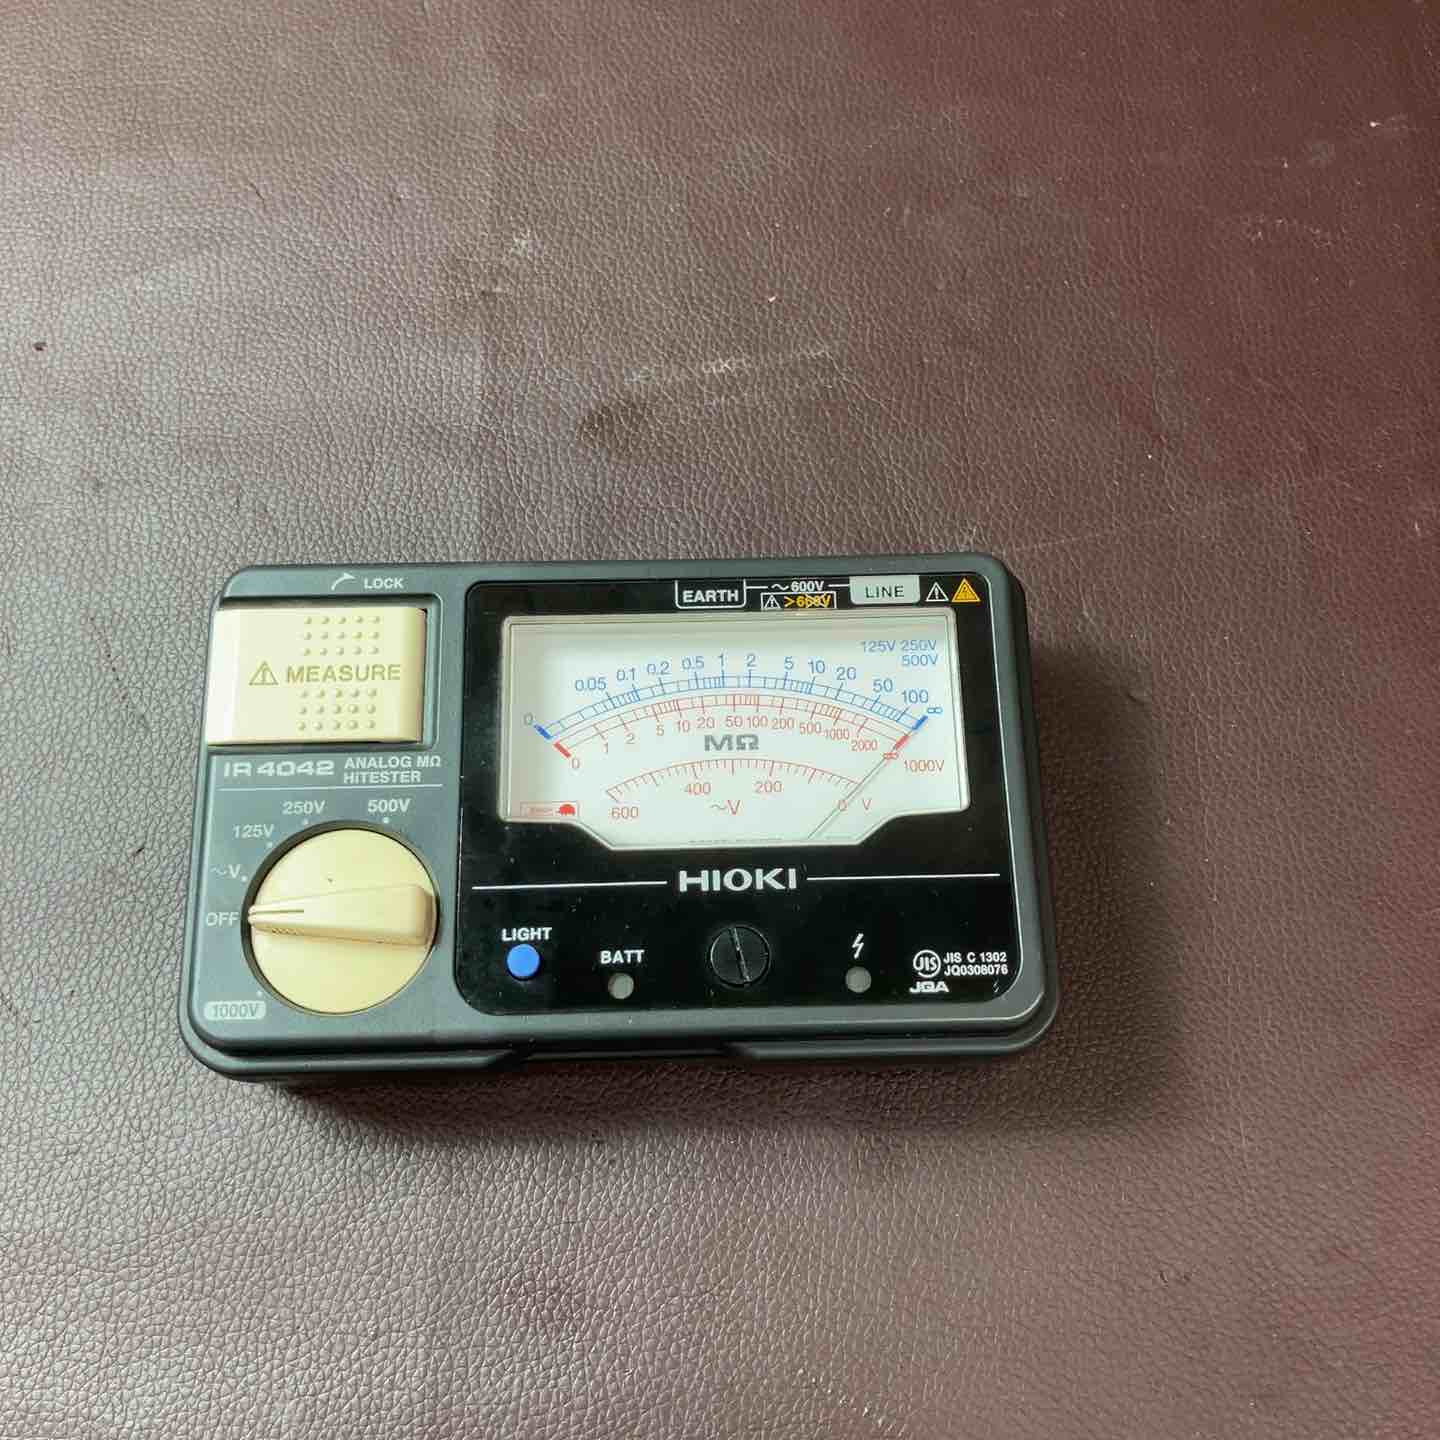 LOCK
EARTH
~600V
LINE
>660V
MEASURE
125V 250V
500V
0 0.05 0.1 0.2 0.5 1 2 5 10 20 50 100 ∞
0 1 2 5 10 20 50 100 200 500 1000 2000 ∞
1000V
MΩ
600 400 200 0 V
~V
IR 4042 ANALOG MΩ
HiTESTER
125V 250V 500V
~V
OFF
1000V
HIOKI
LIGHT
BATT
JIS
JIS C 1302
JQ0308076
JQA